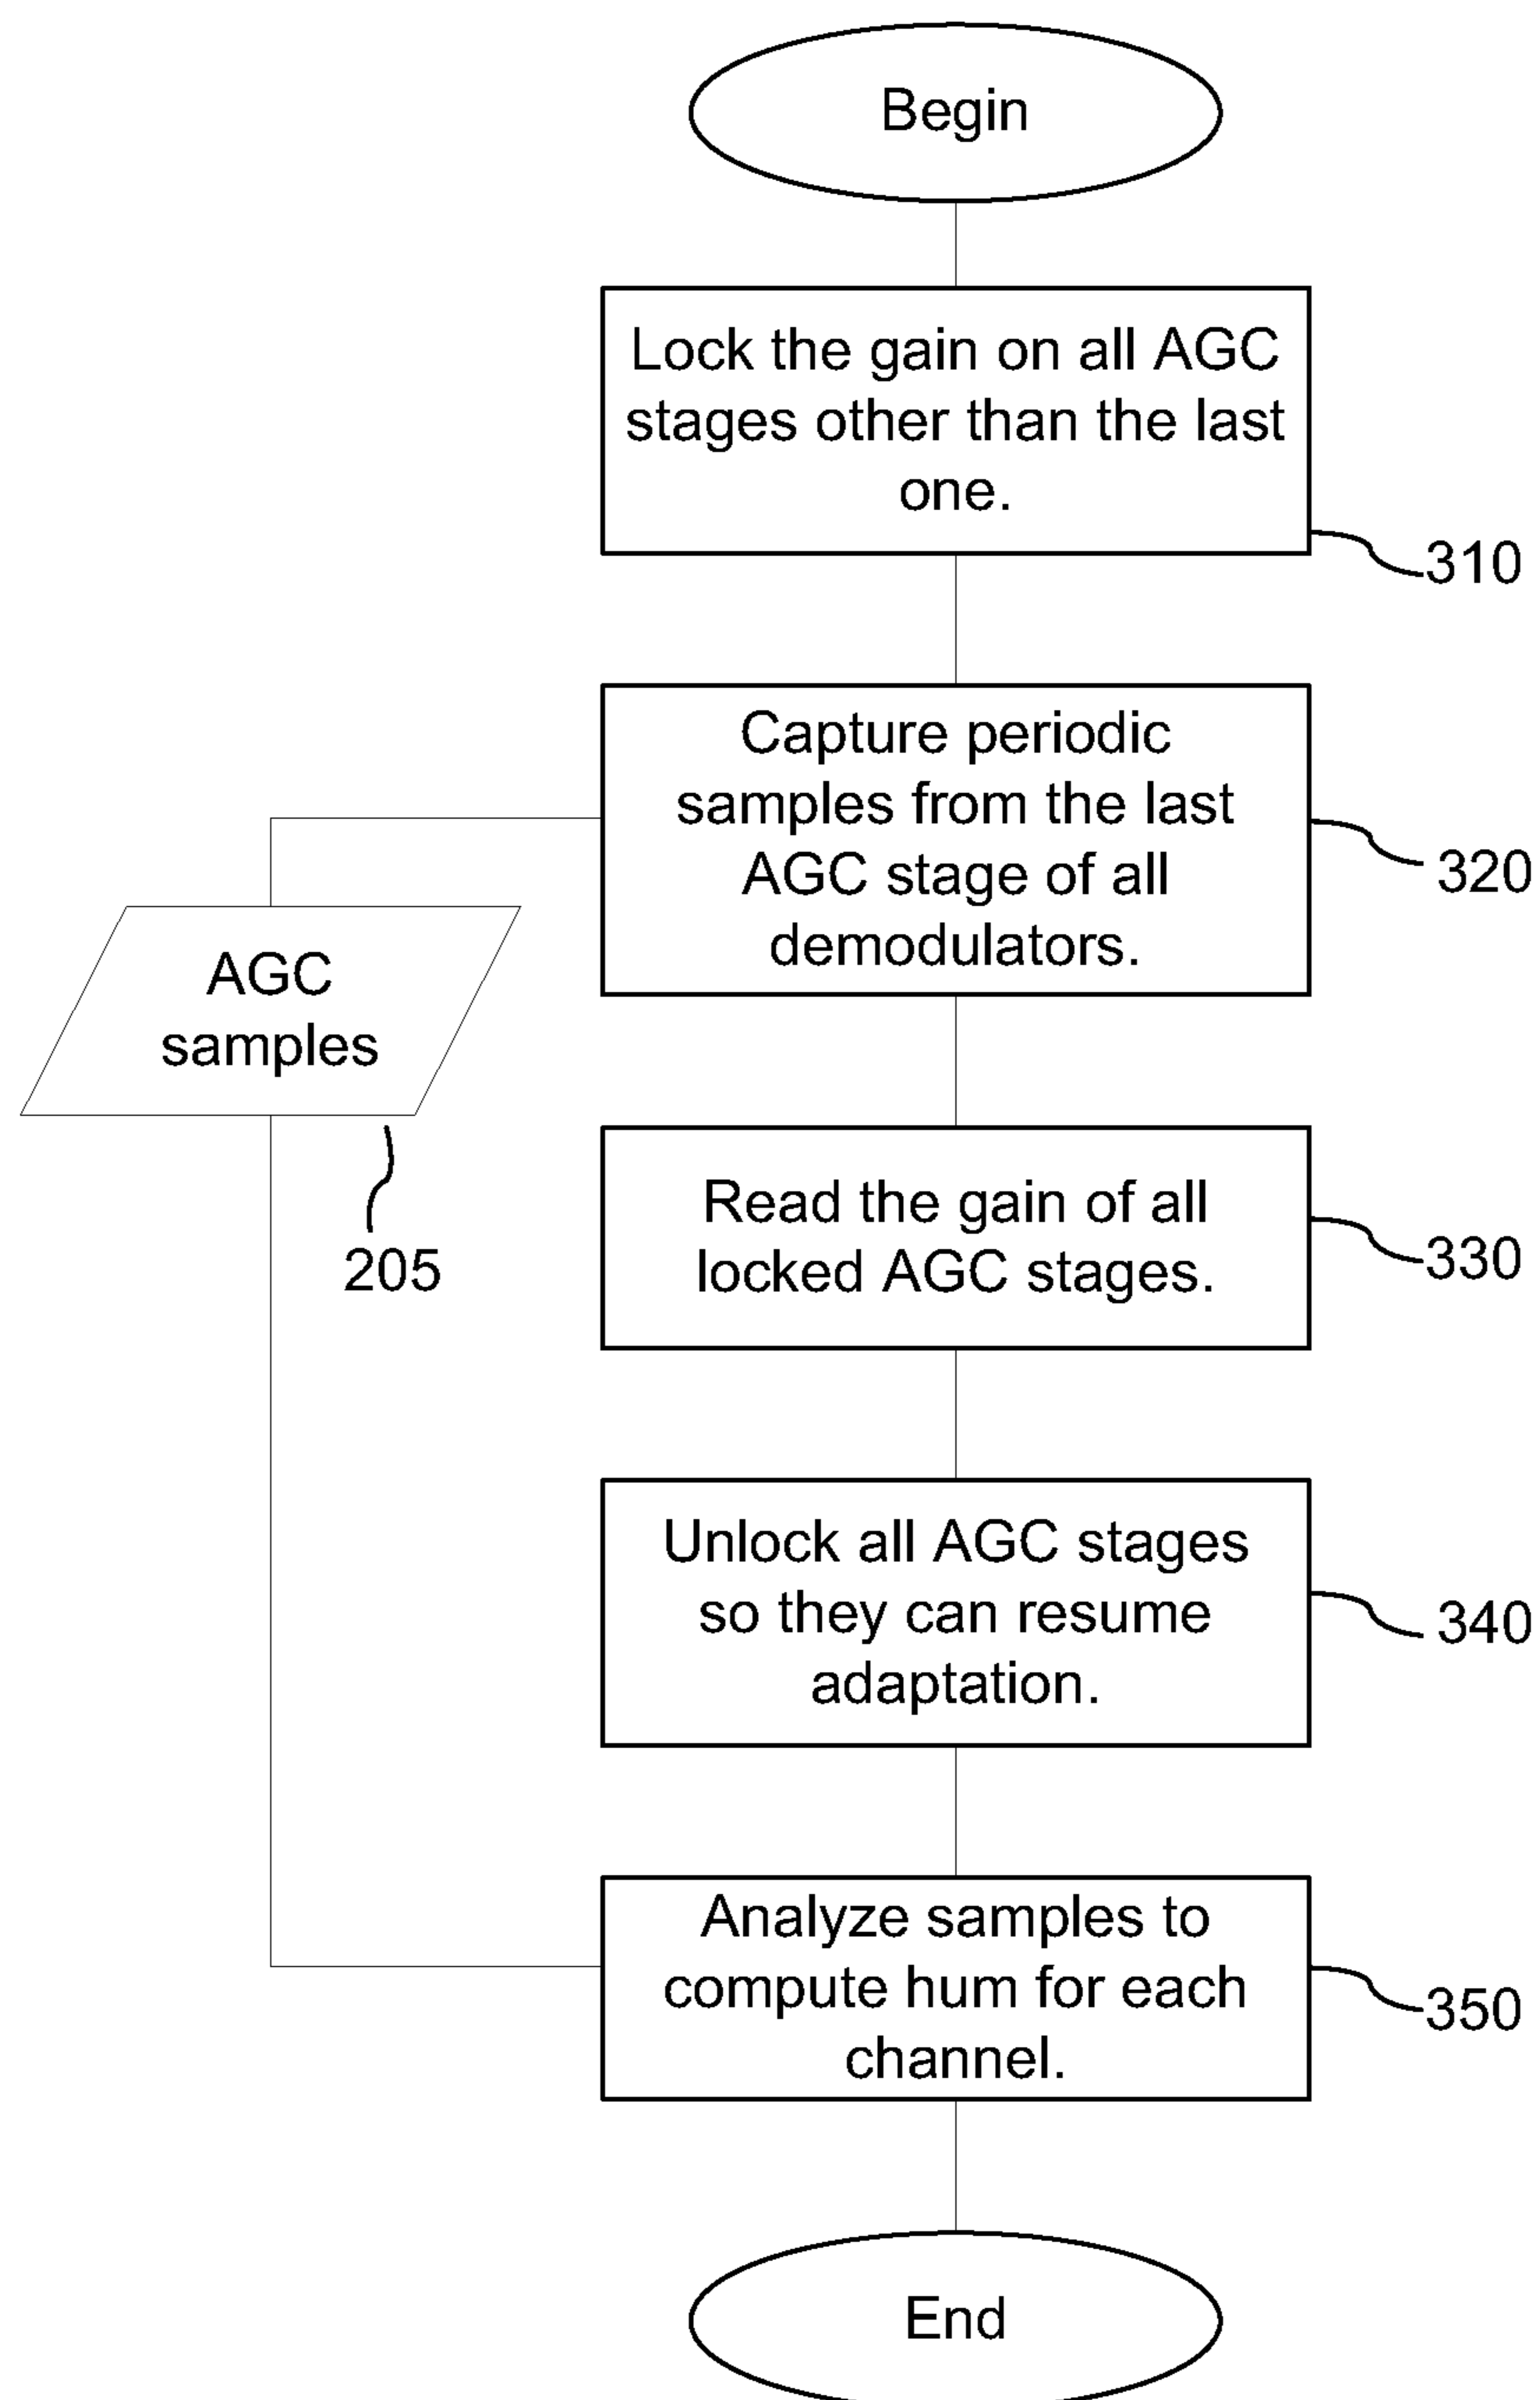 Begin
Lock the gain on all AGC
stages other than the last
one.
310
Capture periodic
samples from the last
AGC stage of all
demodulators.
320
AGC
samples
205
Read the gain of all
locked AGC stages.
330
Unlock all AGC stages
so they can resume
adaptation.
340
Analyze samples to
compute hum for each
channel.
350
End